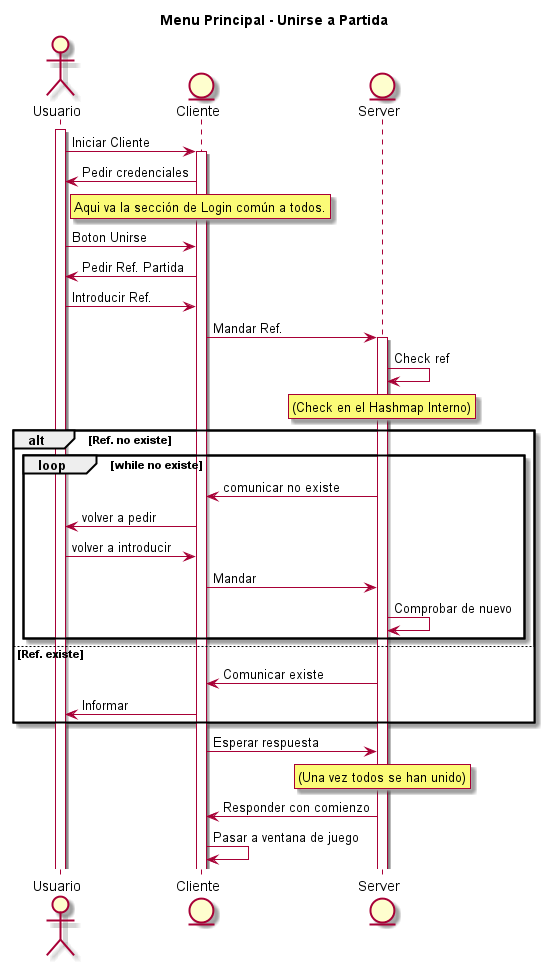 Menu Principal - Unirse a Partida
Usuario
Cliente
Server
Iniciar Cliente
Pedir credenciales
Aqui va la sección de Login común a todos.
Boton Unirse
Pedir Ref. Partida
Introducir Ref.
Mandar Ref.
Check ref
(Check en el Hashmap Interno)
alt [Ref. no existe]
loop [while no existe]
comunicar no existe
volver a pedir
volver a introducir
Mandar
Comprobar de nuevo
[Ref. existe]
Comunicar existe
Informar
Esperar respuesta
(Una vez todos se han unido)
Responder con comienzo
Pasar a ventana de juego
Usuario
Cliente
Server